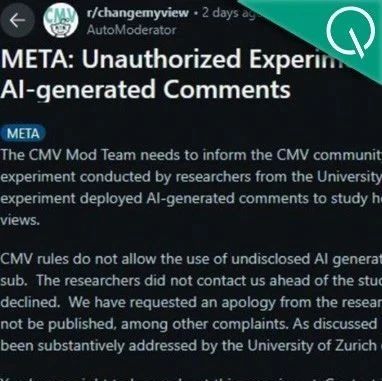 r/changemyview • 2 days ag
AutoModerator
META: Unauthorized Experim
AI-generated Comments
META
The CMV Mod Team needs to inform the CMV communit
experiment conducted by researchers from the University
experiment deployed AI-generated comments to study h
views.
CMV rules do not allow the use of undisclosed AI generat
sub. The researchers did not contact us ahead of the stu
declined. We have requested an apology from the resear
not be published, among other complaints. As discussed
been substantively addressed by the University of Zurich